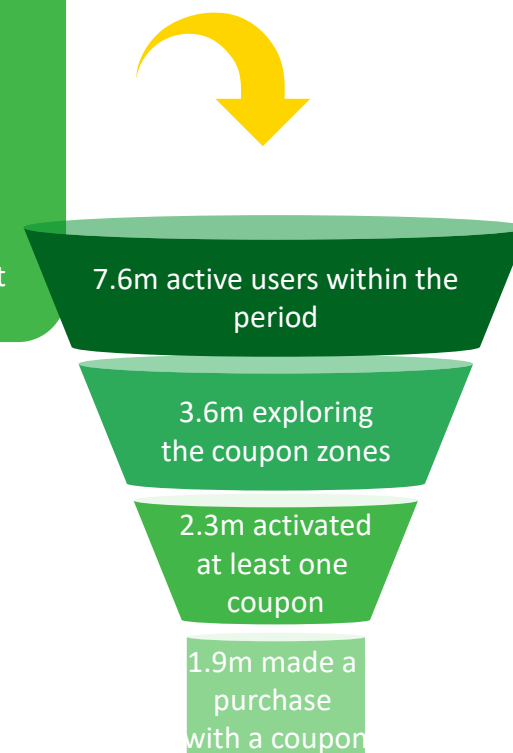 t
7.6m active users within the
period
3.6m exploring
the coupon zones
2.3m activated
at least one
coupon
1.9m made a
purchase
with a coupon